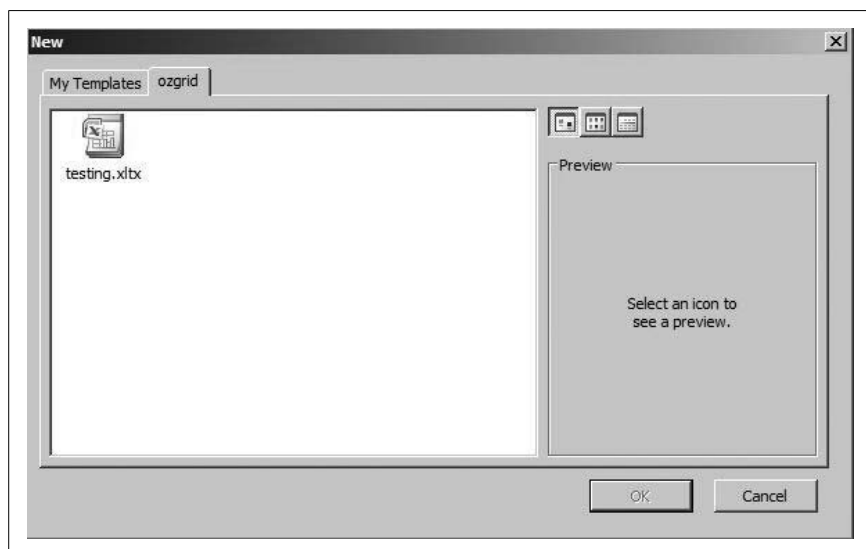 New
My Templates ozgrid
testing.xltx
Preview
Select an icon to
see a preview.
OK Cancel